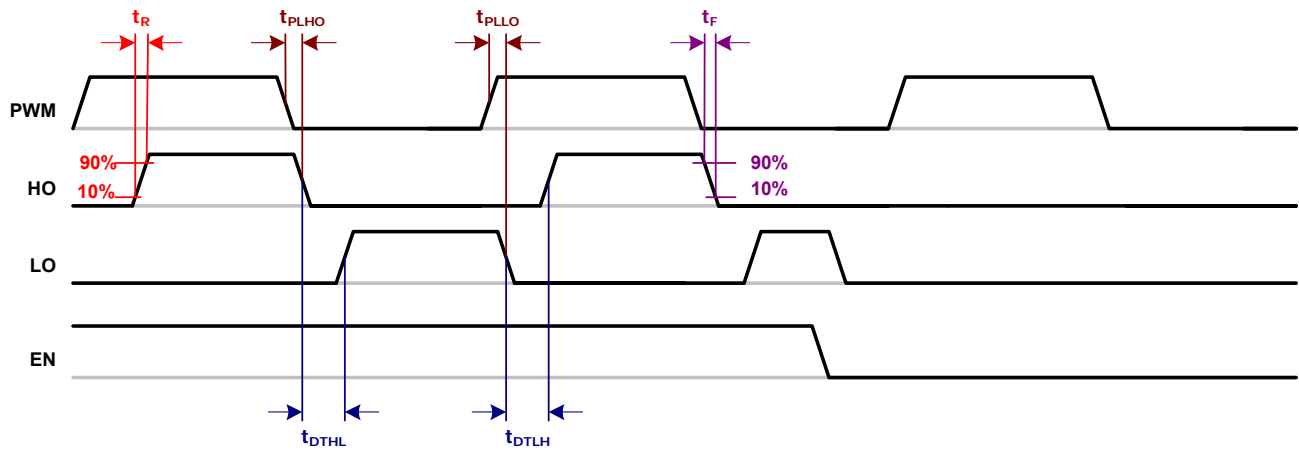 tR tPLHO tPLLO tF
PWM
90% 90%
HO 10% 10%
LO
EN
tDTHL tDTLH